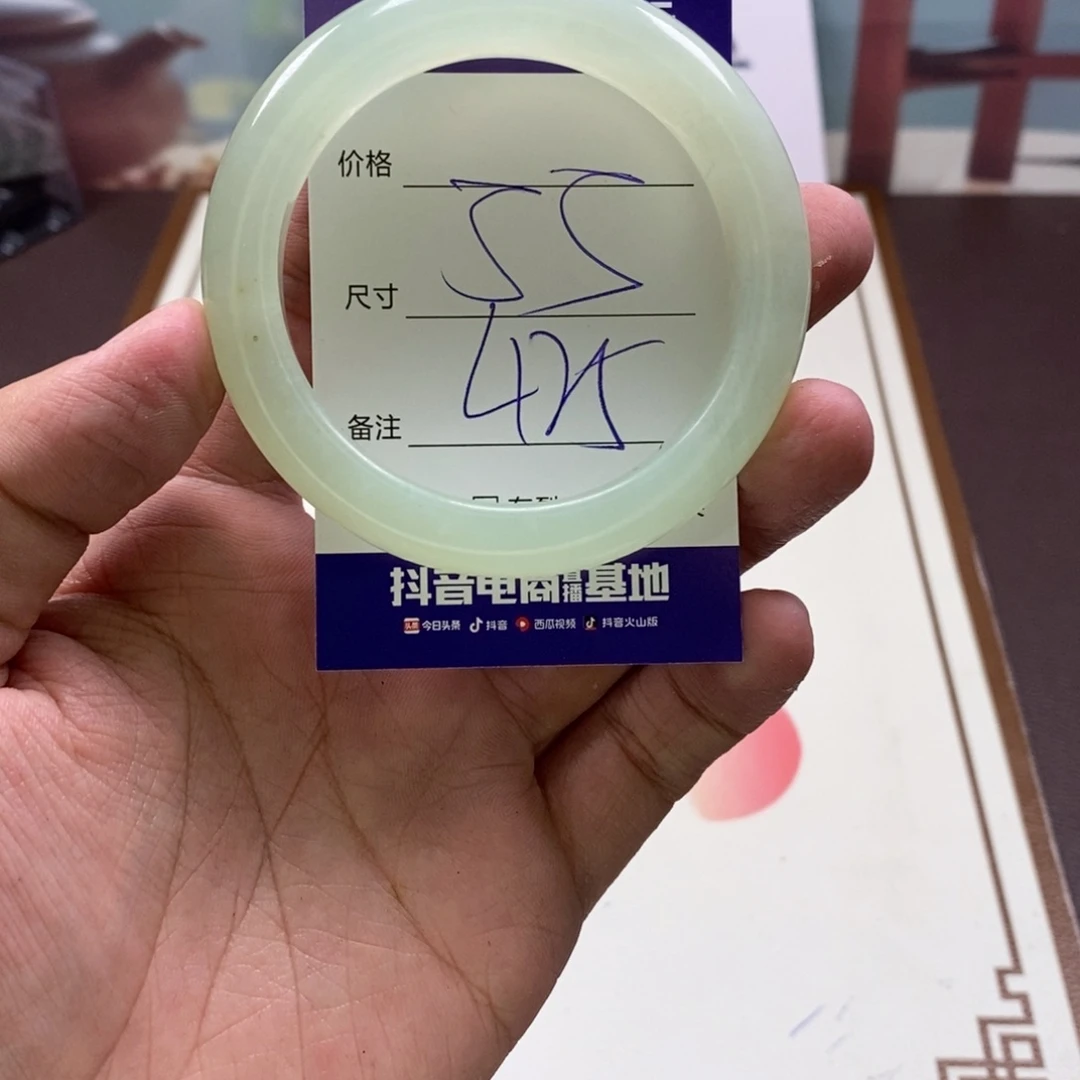 价格
55
尺寸
425
备注
抖音电商直播基地
今日头条 抖音 西瓜视频 抖音火山版